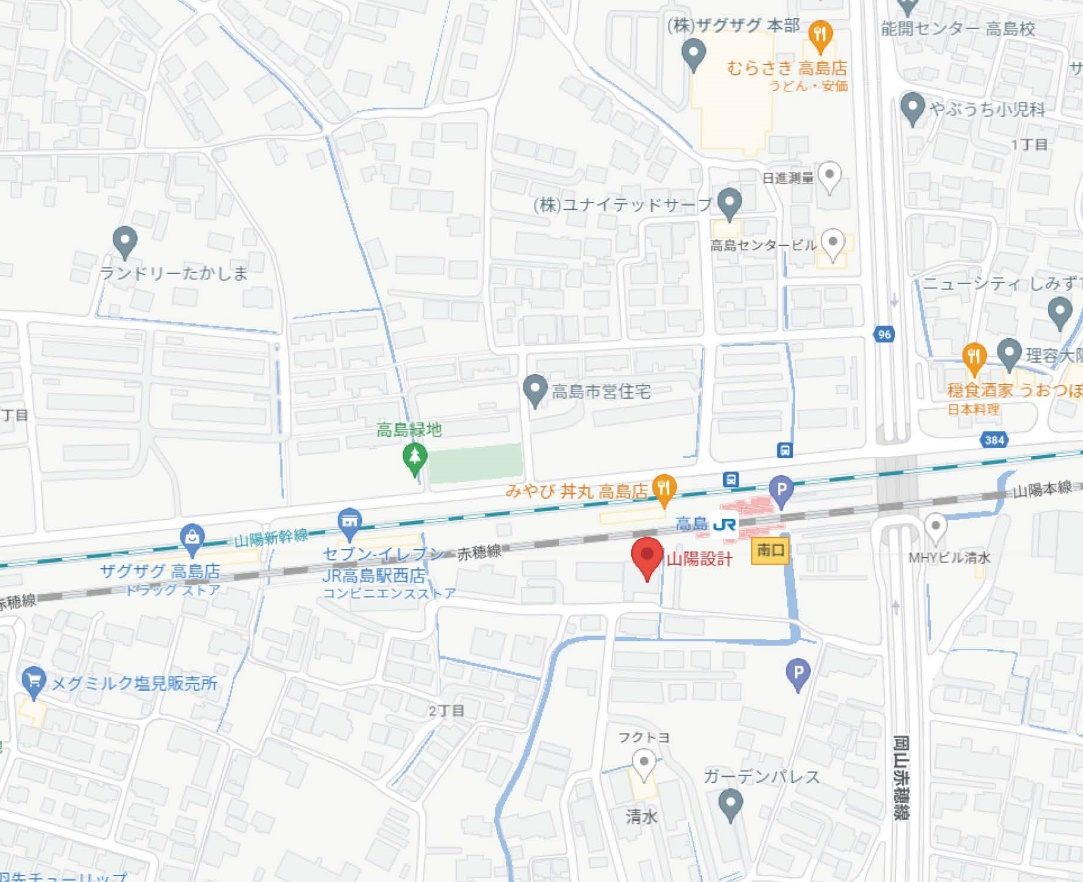 (株)ザグザグ 本部
能開センター 高島校
むらさき 高島店
うどん・安価
やぶうち小児科
1丁目
日進測量
(株)ユナイテッドサーブ
高島センタービル
ランドリーたかしま
ニューシティ しみず
96
理容大阪
高島市営住宅
穏食酒家 うおつぼ
日本料理
丁目
高島緑地
384
みやび 丼丸 高島店
P
山陽本線
高島 JR
山陽新幹線
セブン-イレブン
JR高島駅西店
コンビニエンスストア
赤穂線
山陽設計
南口
MHYビル清水
ザグザグ 高島店
ドラッグ ストア
赤穂線
メグミルク塩見販売所
P
2丁目
フクトヨ
岡山赤穂線
ガーデンパレス
清水